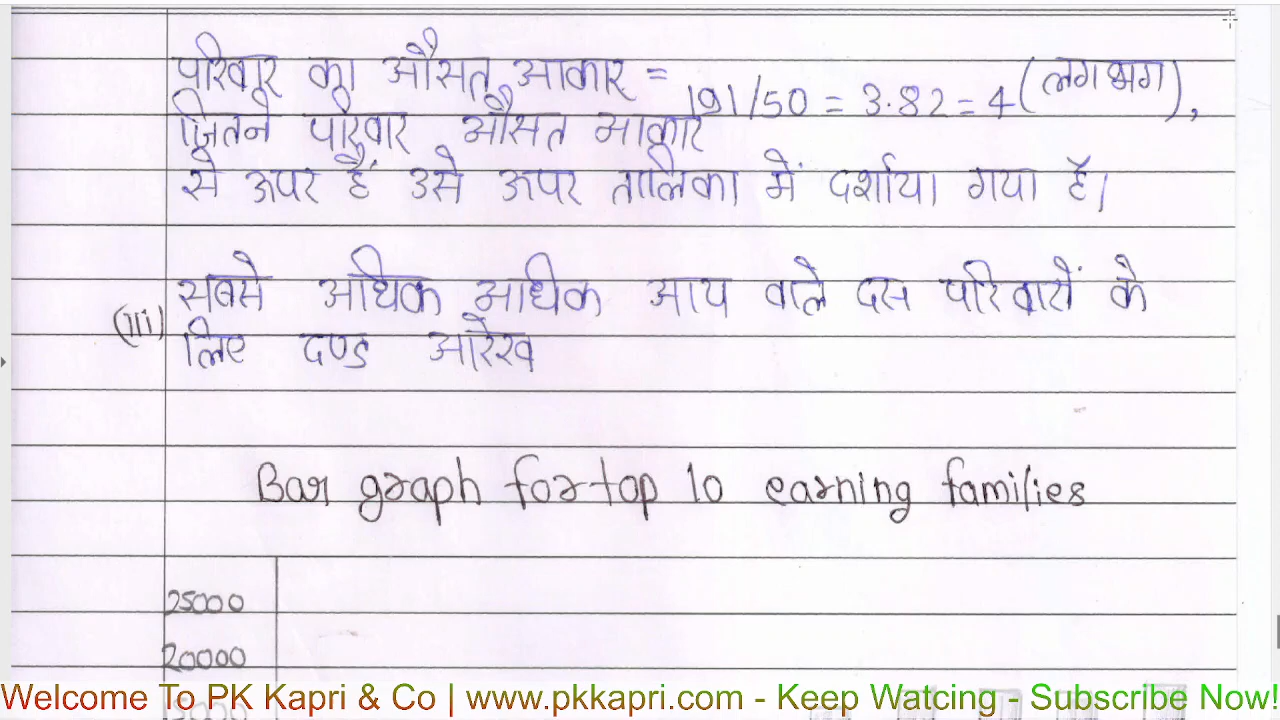 परिवार का औसत आकार = 191/50 = 3.82 = 4 (लगभग),
जितने परिवार औसत आकार
से ऊपर हैं उसे ऊपर तालिका में दर्शाया गया है।
(iii) सबसे अधिक अधिक आय वाले दस परिवारों के
लिए दण्ड आरेख
Bar graph for top 10 earning families
25000
20000
Welcome To PK Kapri & Co | www.pkkapri.com - Keep Watcing - Subscribe Now!